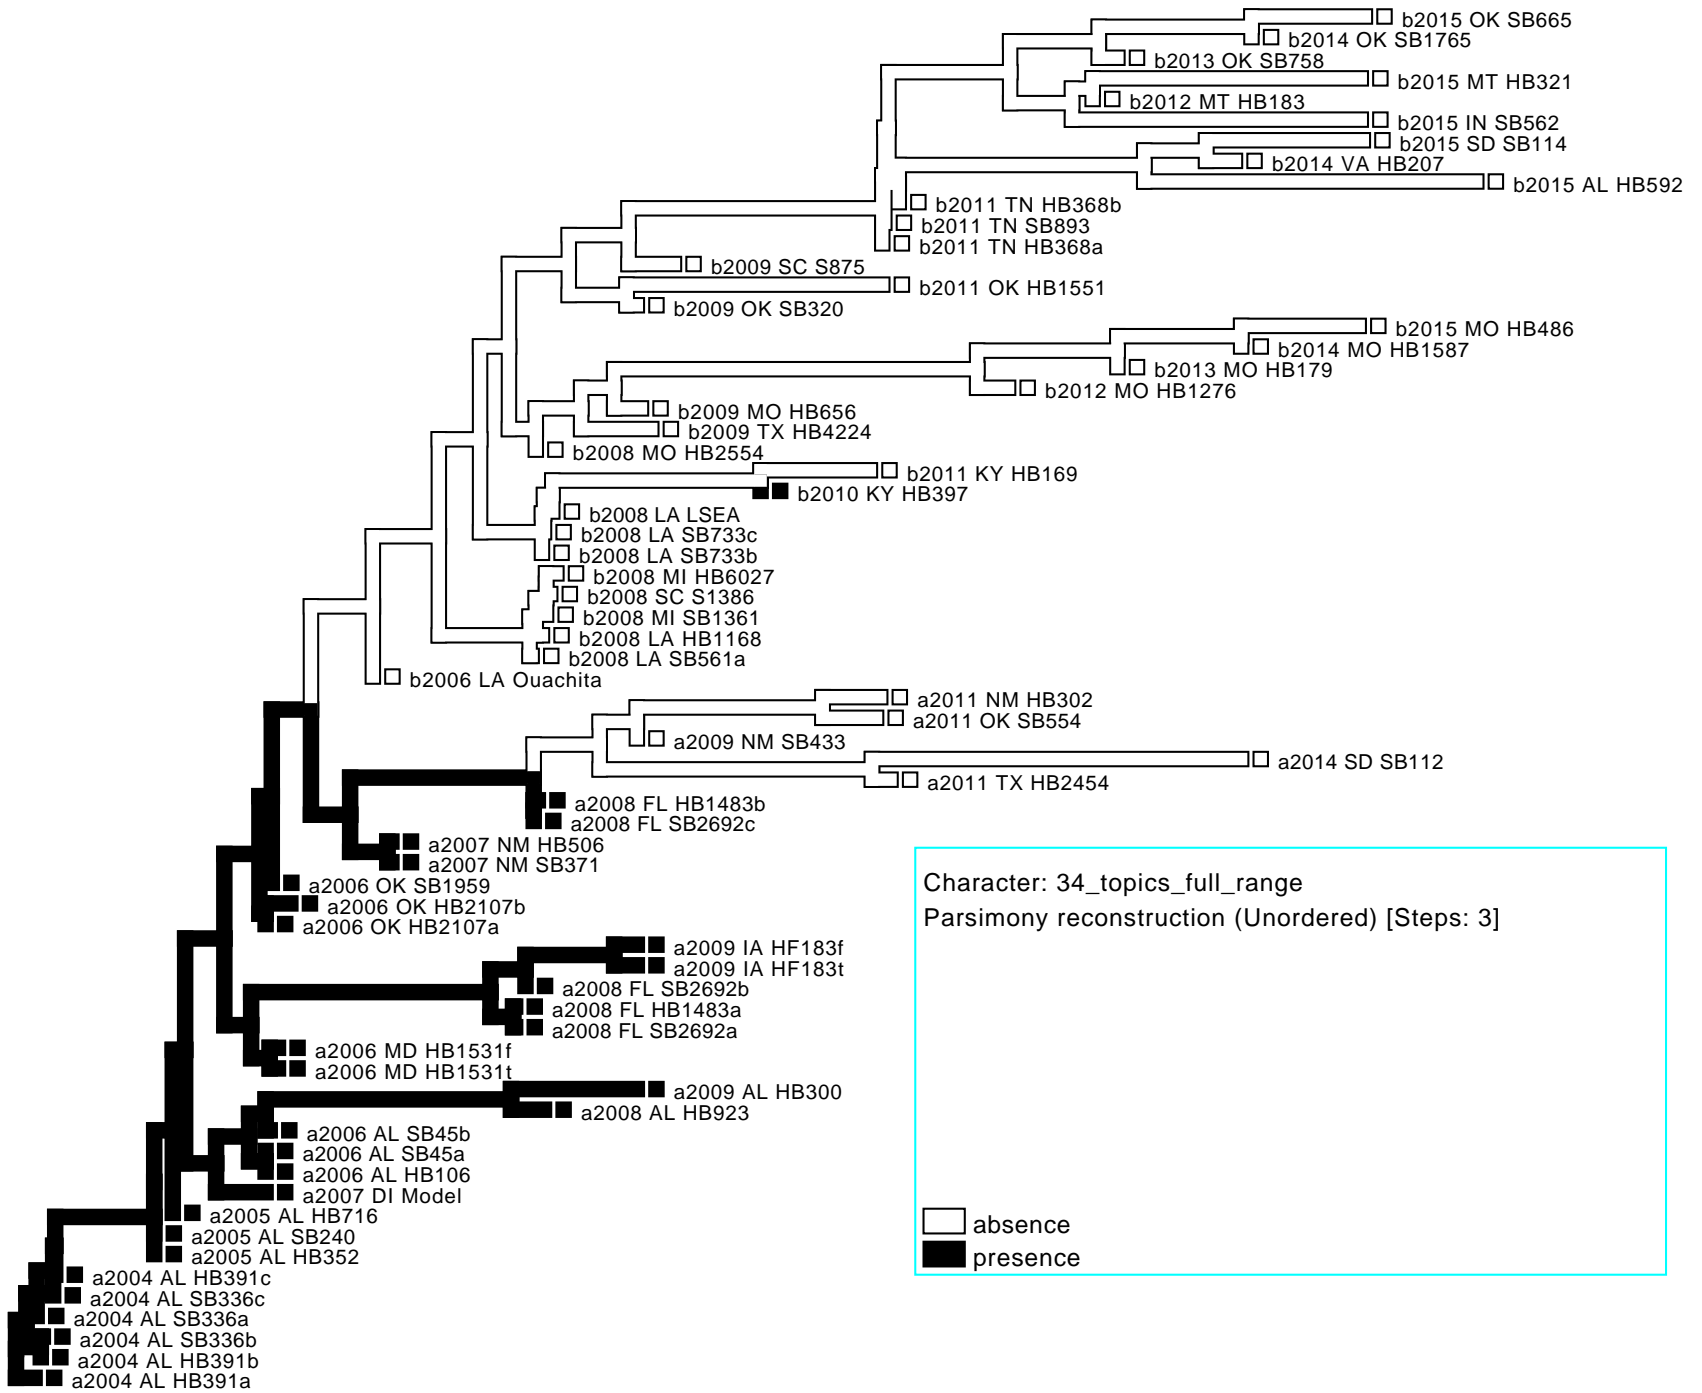 b2015 OK SB665
b2014 OK SB1765
b2013 OK SB758
b2015 MT HB321
b2012 MT HB183
b2015 IN SB562
b2015 SD SB114
b2014 VA HB207
b2015 AL HB592
b2011 TN HB368b
b2011 TN SB893
b2011 TN HB368a
b2009 SC S875
b2011 OK HB1551
b2009 OK SB320
b2015 MO HB486
b2014 MO HB1587
b2013 MO HB179
b2012 MO HB1276
b2009 MO HB656
b2009 TX HB4224
b2008 MO HB2554
b2011 KY HB169
b2010 KY HB397
b2008 LA LSEA
b2008 LA SB733c
b2008 LA SB733b
b2008 MI HB6027
b2008 SC S1386
b2008 MI SB1361
b2008 LA HB1168
b2008 LA SB561a
b2006 LA Ouachita
a2011 NM HB302
a2011 OK SB554
a2009 NM SB433
a2014 SD SB112
a2011 TX HB2454
a2008 FL HB1483b
a2008 FL SB2692c
a2007 NM HB506
a2007 NM SB371
a2006 OK SB1959
a2006 OK HB2107b
a2006 OK HB2107a
a2009 IA HF183f
a2009 IA HF183t
a2008 FL SB2692b
a2008 FL HB1483a
a2008 FL SB2692a
a2006 MD HB1531f
a2006 MD HB1531t
a2009 AL HB300
a2008 AL HB923
a2006 AL SB45b
a2006 AL SB45a
a2006 AL HB106
a2007 DI Model
a2005 AL HB716
a2005 AL SB240
a2005 AL HB352
a2004 AL HB391c
a2004 AL SB336c
a2004 AL SB336a
a2004 AL SB336b
a2004 AL HB391b
a2004 AL HB391a
Character: 34_topics_full_range
Parsimony reconstruction (Unordered) [Steps: 3]
absence
presence